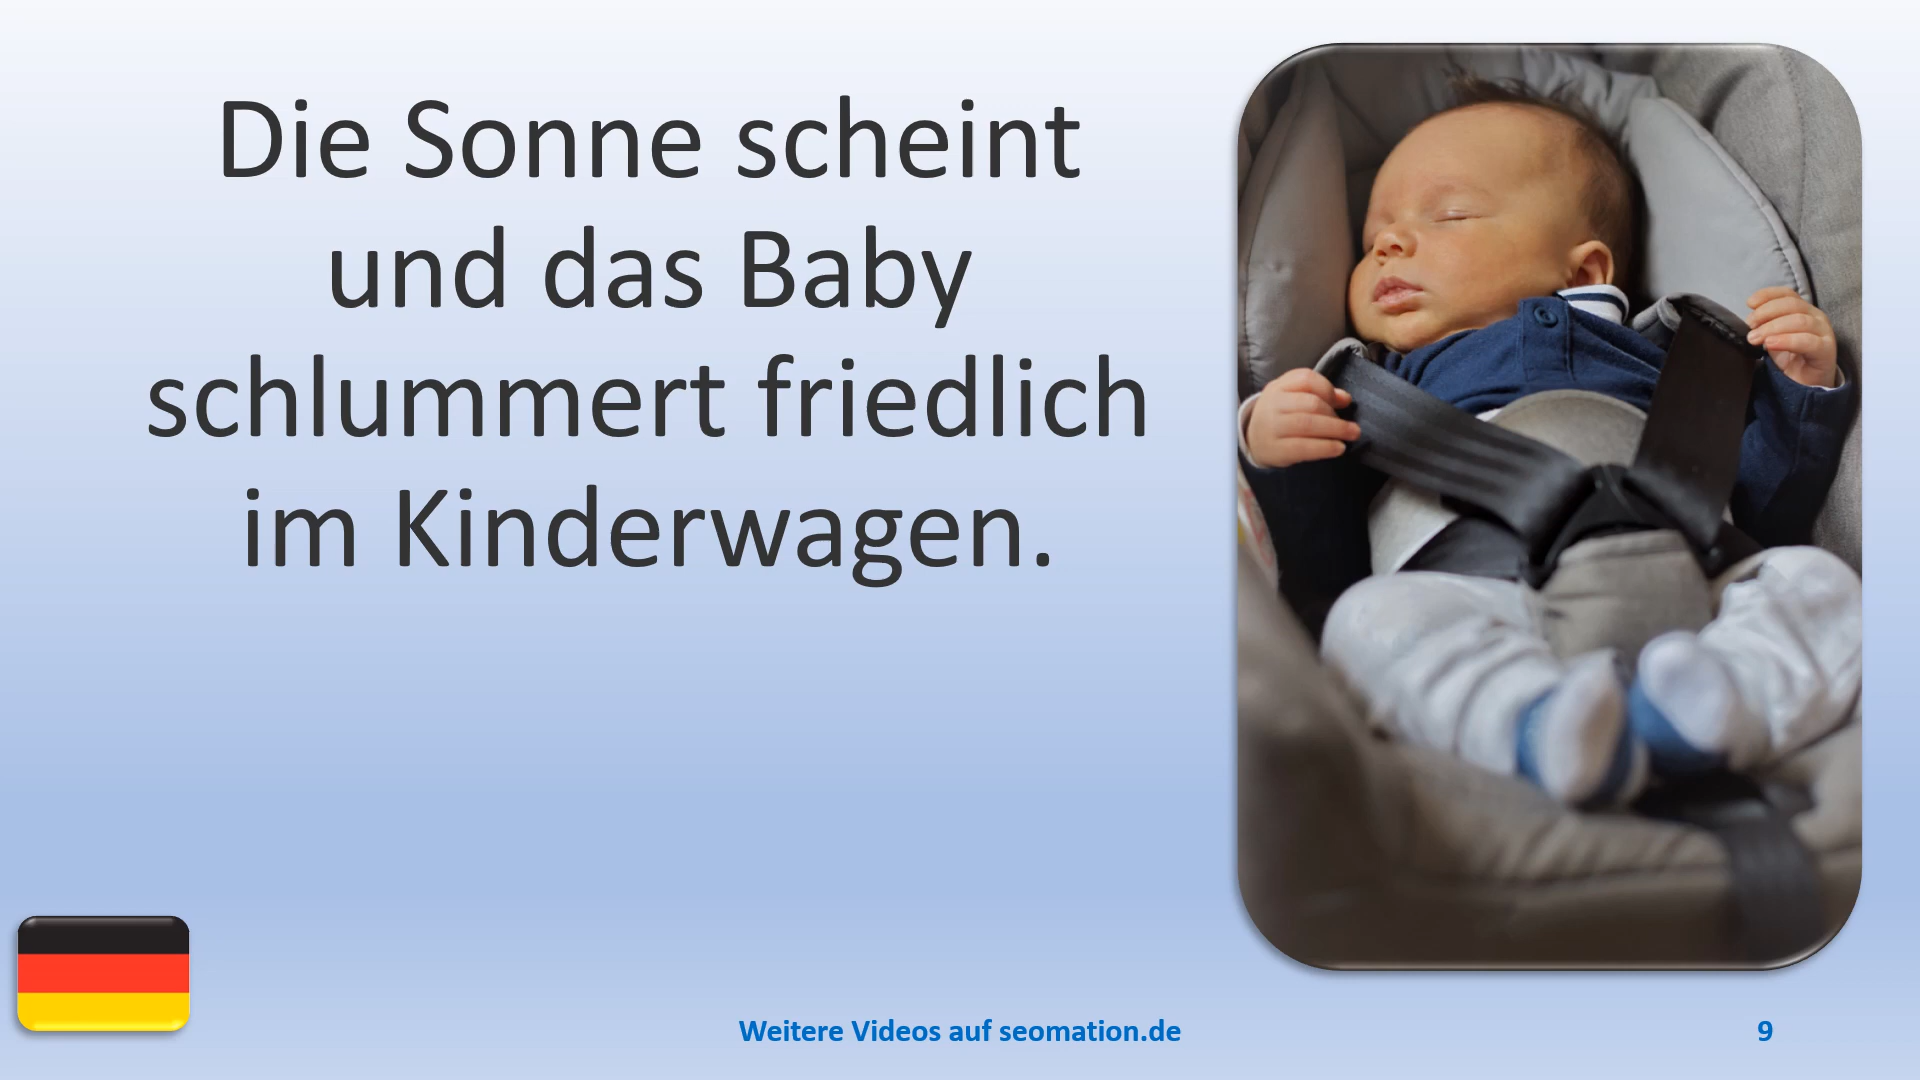 Die Sonne scheint
und das Baby
schlummert friedlich
im Kinderwagen.
Weitere Videos auf seomation.de
9